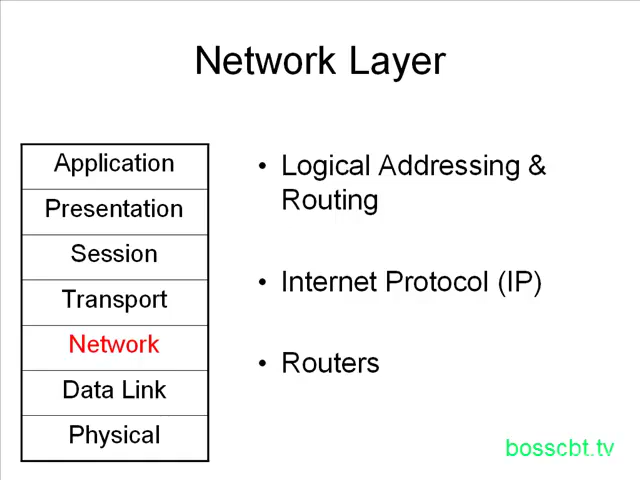 Network Layer
Application
Presentation
Session
Transport
Network
Data Link
Physical
• Logical Addressing &
Routing
• Internet Protocol (IP)
• Routers
bosscbt.tv